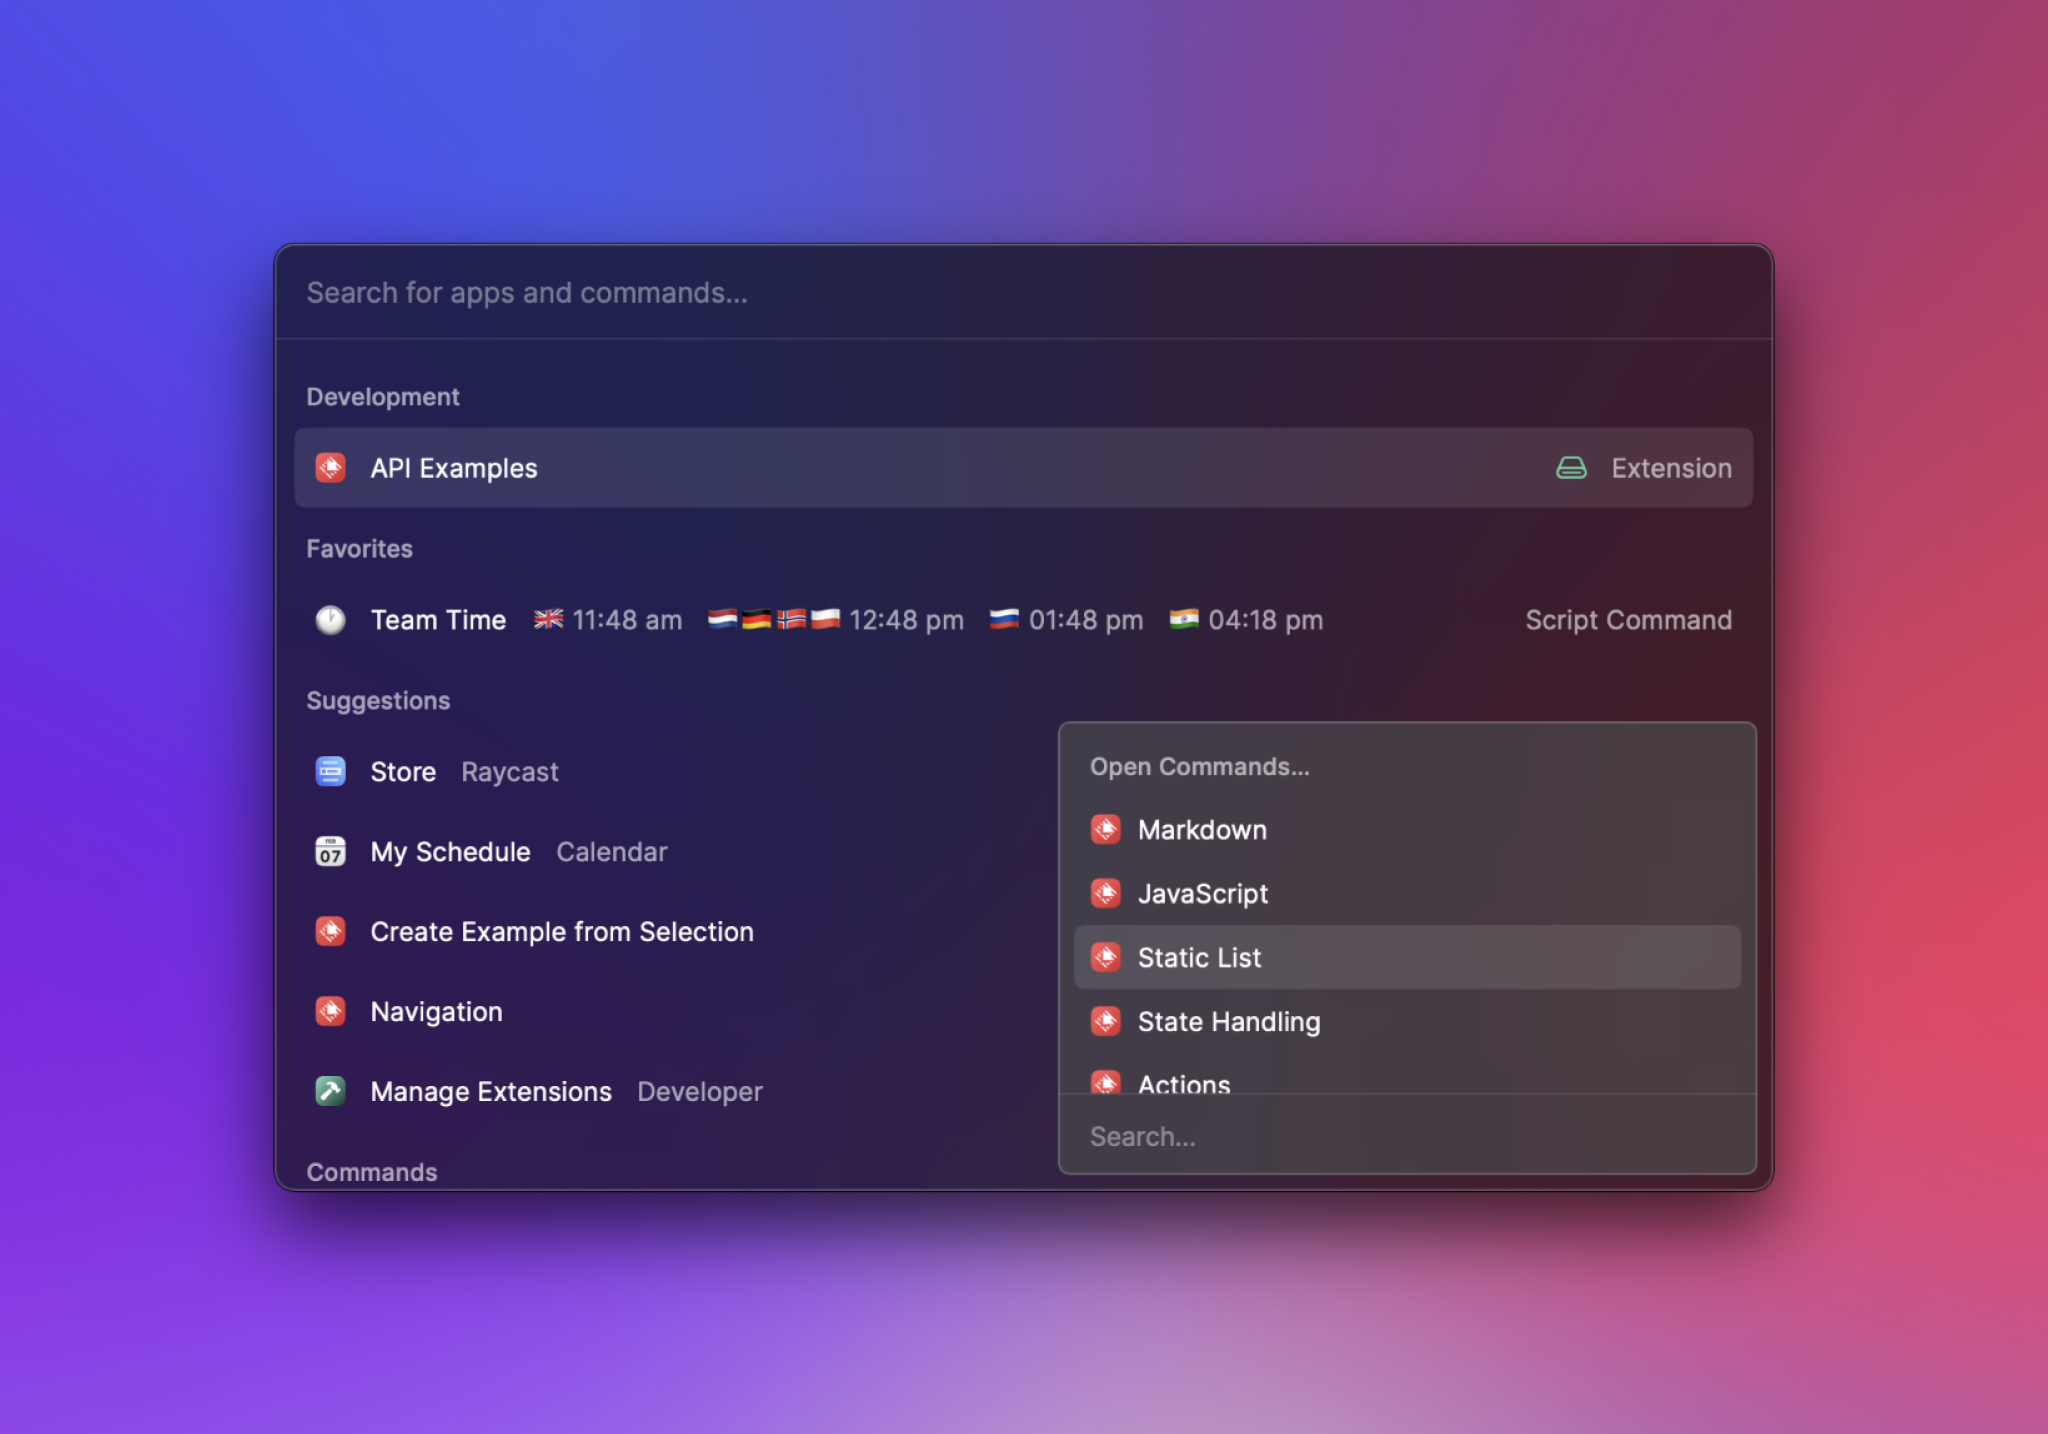 Search for apps and commands...
Development
API Examples Extension
Favorites
Team Time 11:48 am 12:48 pm 01:48 pm 04:18 pm Script Command
Suggestions
Store Raycast
FEB
07
My Schedule Calendar
Create Example from Selection
Navigation
Manage Extensions Developer
Commands
Open Commands...
Markdown
JavaScript
Static List
State Handling
Actions
Search...